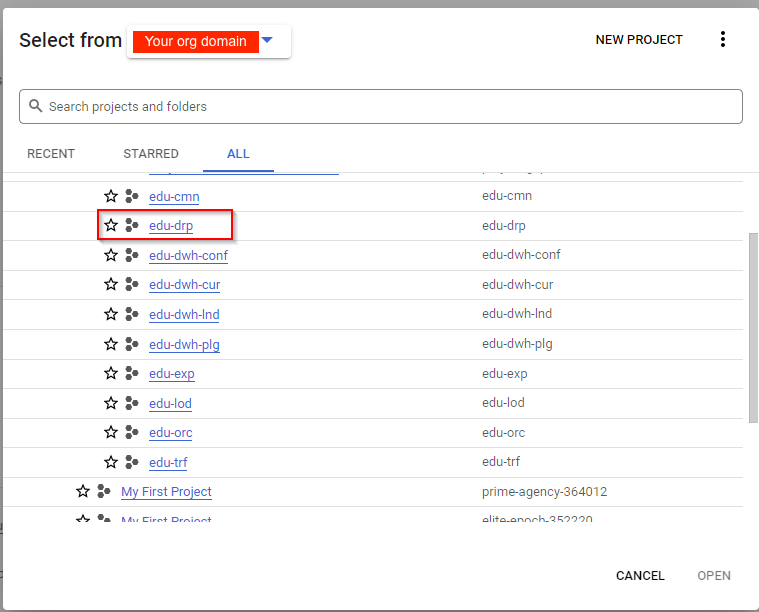 Select from Your org domain NEW PROJECT
Search projects and folders
RECENT STARRED ALL
edu-cmn edu-cmn
edu-drp edu-drp
edu-dwh-conf edu-dwh-conf
edu-dwh-cur edu-dwh-cur
edu-dwh-lnd edu-dwh-lnd
edu-dwh-plg edu-dwh-plg
edu-exp edu-exp
edu-lod edu-lod
edu-orc edu-orc
edu-trf edu-trf
My First Project prime-agency-364012
My First Project elite-epoch-352220
CANCEL OPEN